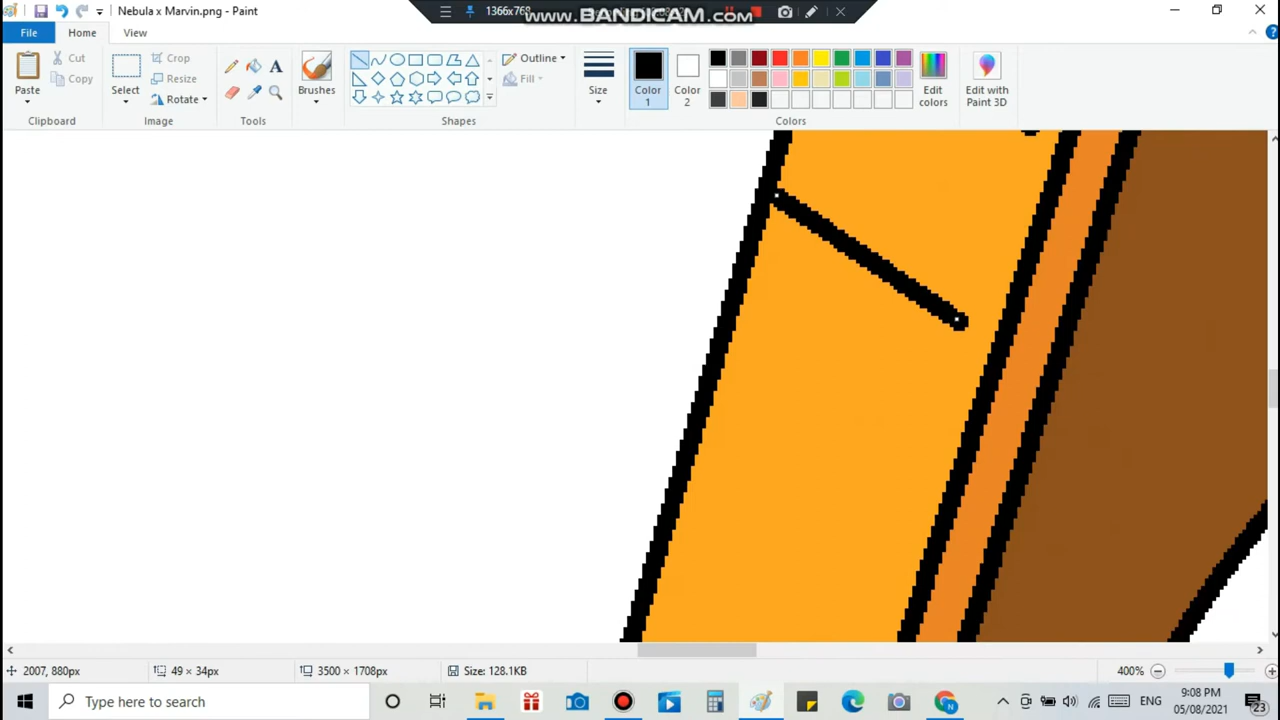 Nebula x Marvin.png - Paint
1366x768
www.BANDICAM.com
File
Home
View
Paste
Cut
Copy
Clipboard
Select
Crop
Resize
Rotate
Image
Tools
Brushes
Outline
Fill
Shapes
Size
Color
1
Color
2
Edit
colors
Colors
Edit with
Paint 3D
2007, 880px
49 × 34px
3500 × 1708px
Size: 128.1KB
400%
Type here to search
ENG
9:08 PM
05/08/2021
23